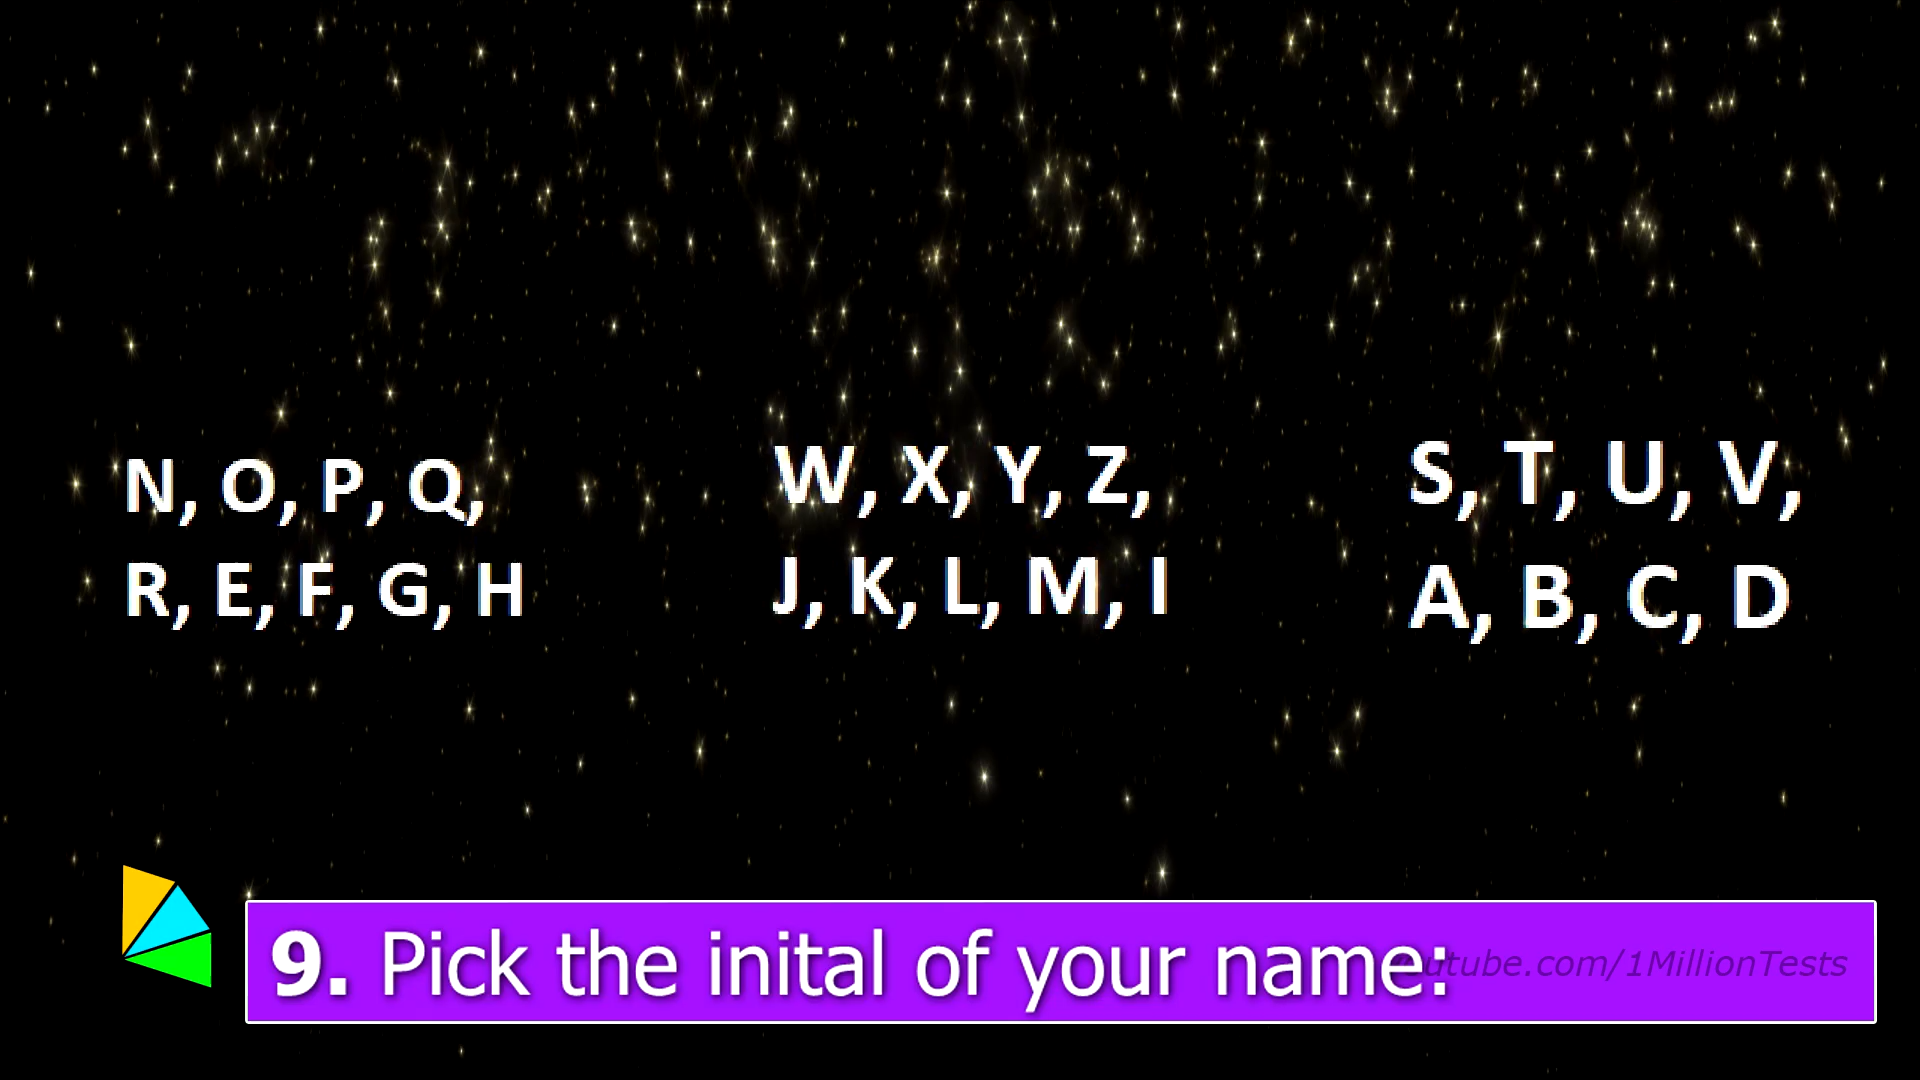 N, O, P, Q,
R, E, F, G, H
W, X, Y, Z,
J, K, L, M, I
S, T, U, V,
A, B, C, D
9. Pick the inital of your name:
utube.com/1MillionTests